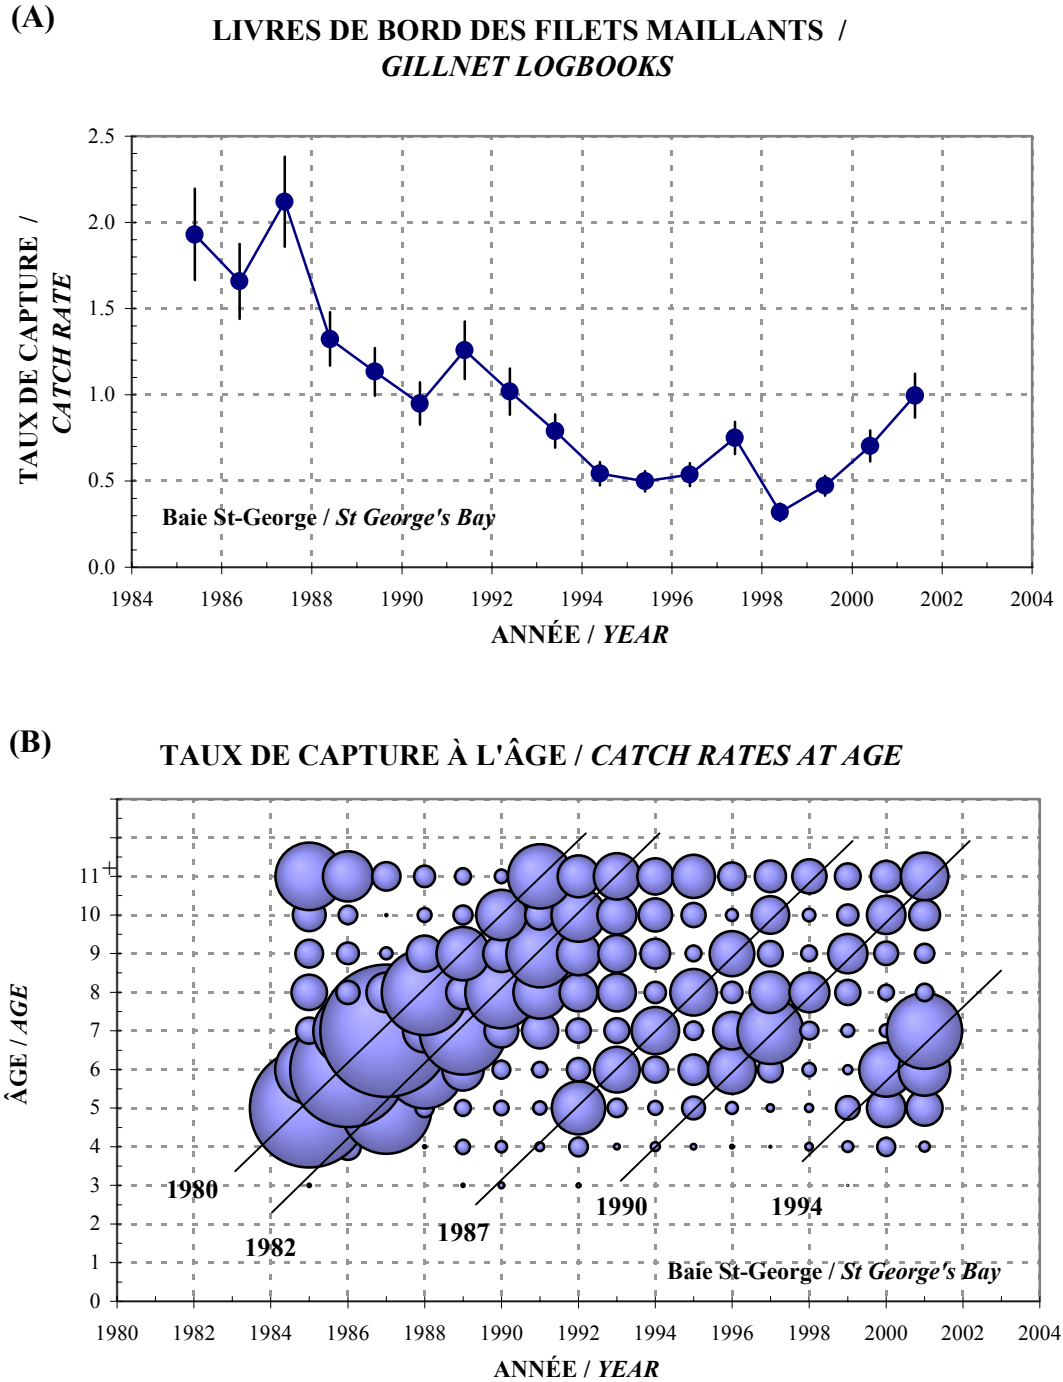 (A)
LIVRES DE BORD DES FILETS MAILLANTS /
GILLNET LOGBOOKS
TAUX DE CAPTURE /
CATCH RATE
2.5
2.0
1.5
1.0
0.5
0.0
Baie St-George / St George's Bay
1984 1986 1988 1990 1992 1994 1996 1998 2000 2002 2004
ANNÉE / YEAR
(B)
TAUX DE CAPTURE À L'ÂGE / CATCH RATES AT AGE
ÂGE / AGE
11+
10
9
8
7
6
5
4
3
2
1
0
1980
1982
1987
1990
1994
Baie St-George / St George's Bay
1980 1982 1984 1986 1988 1990 1992 1994 1996 1998 2000 2002 2004
ANNÉE / YEAR